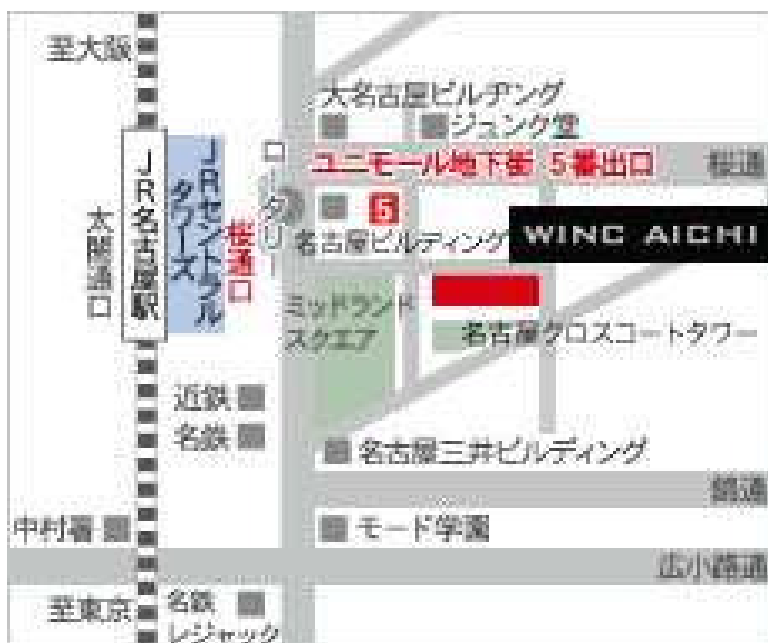 至大阪
大名古屋ビルヂング
ジュンク堂
ユニモール地下街 5番出口
桜通
JR名古屋駅
JRセントラル
タワーズ
桜通口
ロータリー
太閤通口
5
名古屋ビルディング
WINC AICHI
ミッドランド
スクエア
名古屋クロスコートタワー
近鉄
名鉄
名古屋三井ビルディング
錦通
中村署
モード学園
広小路通
至東京
名鉄
レジャック